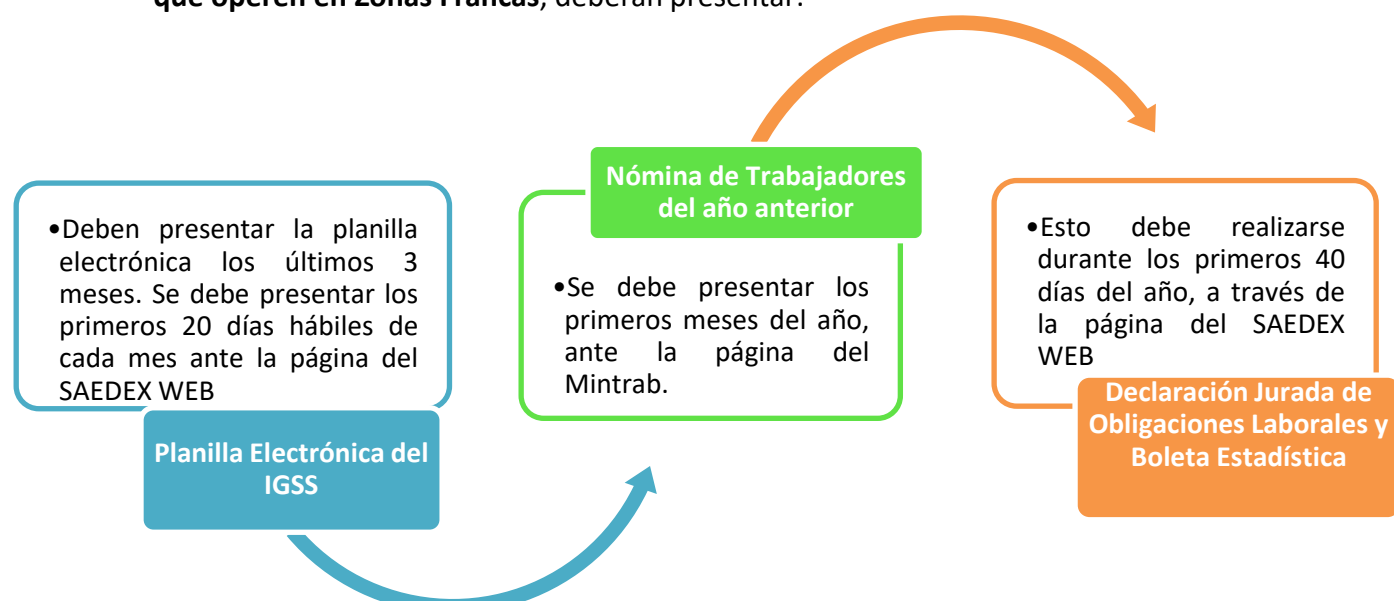 que operen en Zonas Francas, deberán presentar:
•Deben presentar la planilla
electrónica los últimos 3
meses. Se debe presentar los
primeros 20 días hábiles de
cada mes ante la página del
SAEDEX WEB
Planilla Electrónica del
IGSS
Nómina de Trabajadores
del año anterior
•Se debe presentar los
primeros meses del año,
ante la página del
Mintrab.
•Esto debe realizarse
durante los primeros 40
días del año, a través de
la página del SAEDEX
WEB
Declaración Jurada de
Obligaciones Laborales y
Boleta Estadística